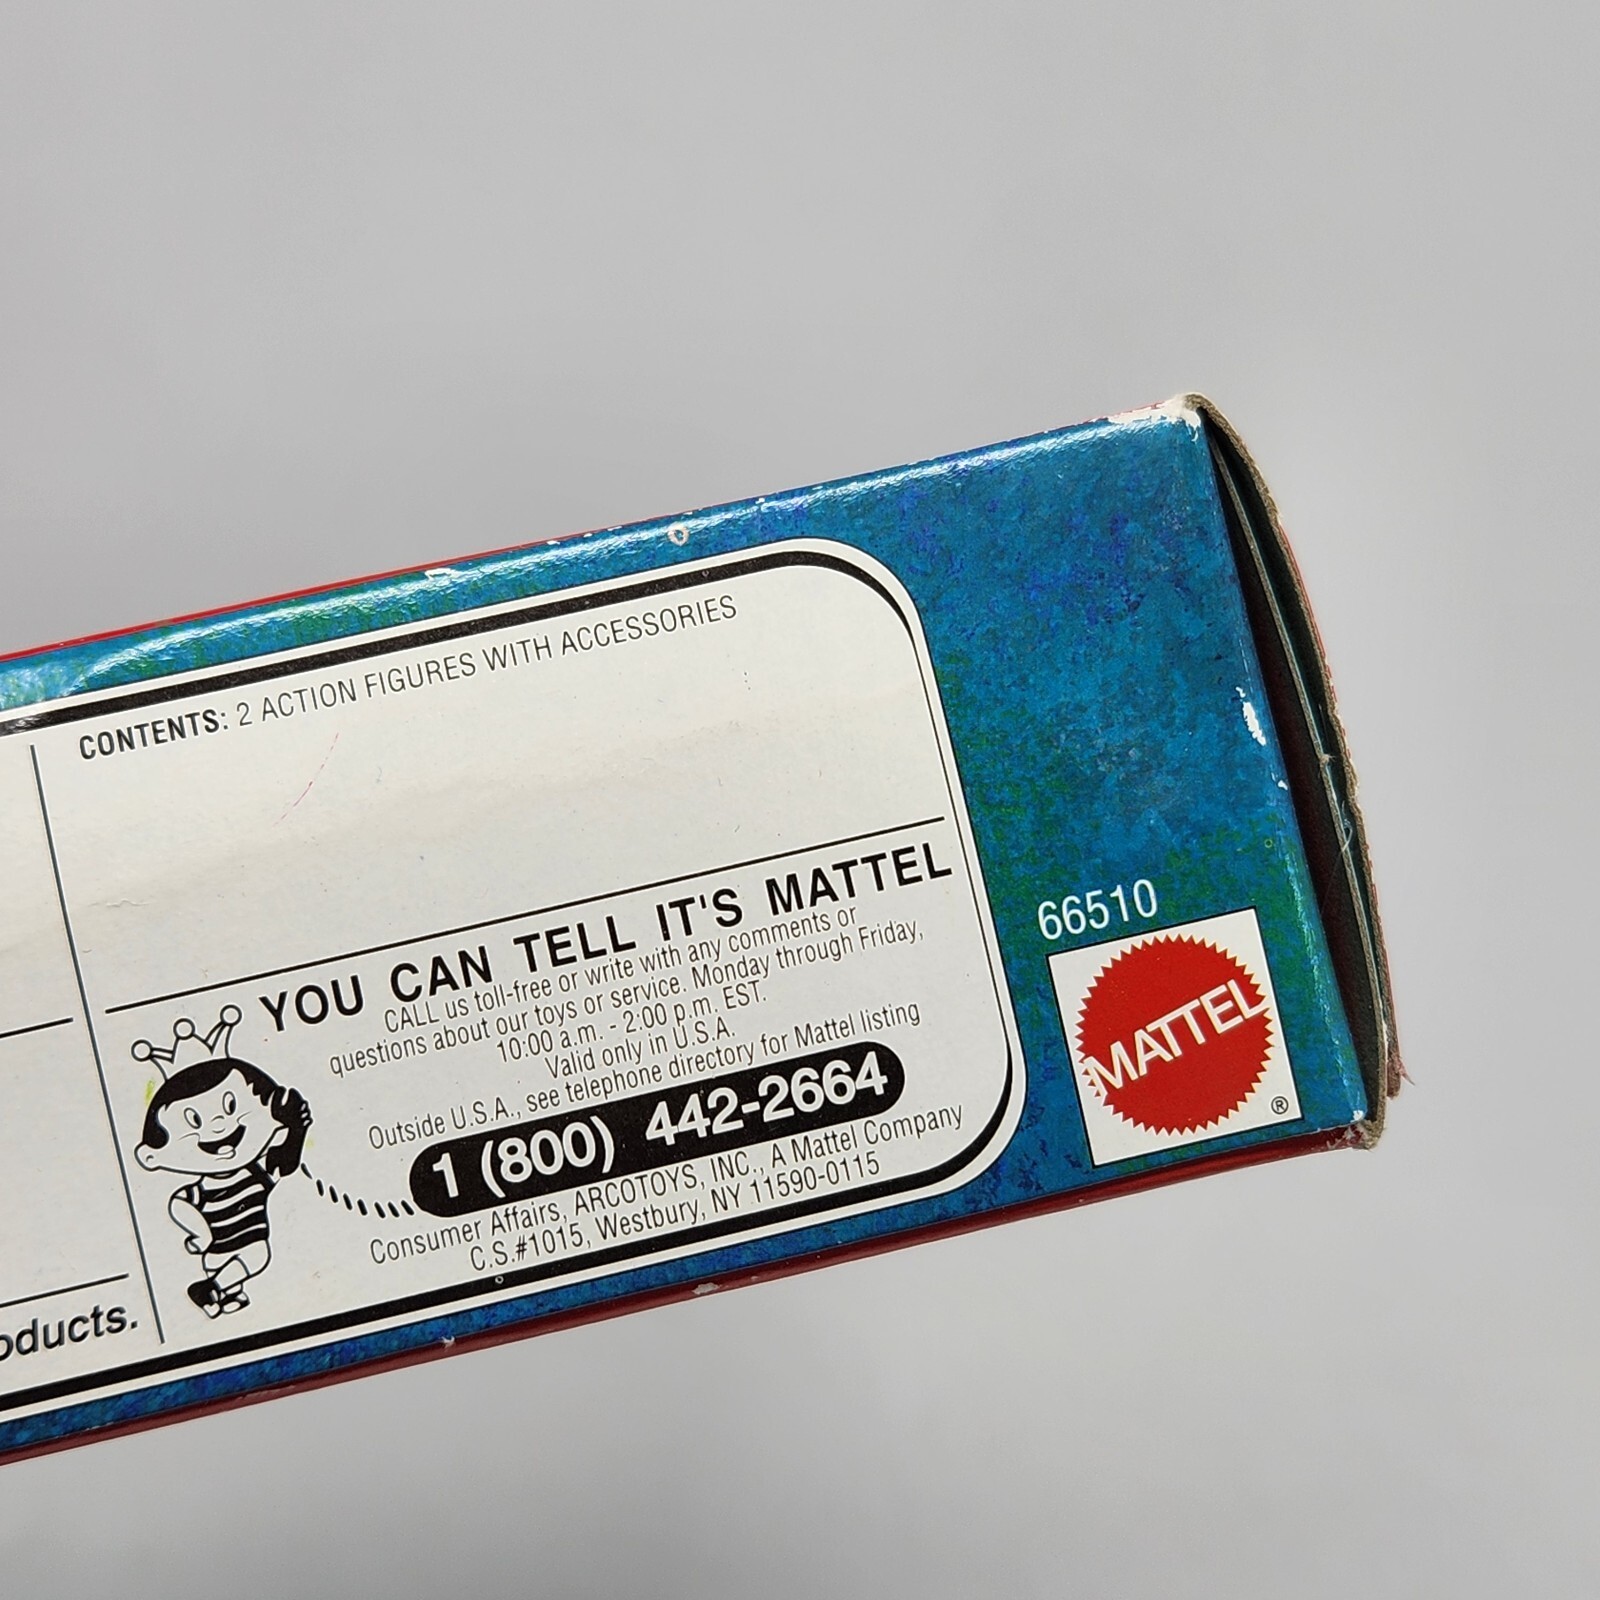 CONTENTS: 2 ACTION FIGURES WITH ACCESSORIES
YOU CAN TELL IT'S MATTEL
CALL us toll-free or write with any comments or
questions about our toys or service. Monday through Friday,
10:00 a.m. - 2:00 p.m. EST.
Valid only in U.S.A.
Outside U.S.A., see telephone directory for Mattel listing
1 (800) 442-2664
Consumer Affairs, ARCOTOYS, INC., A Mattel Company
C.S.#1015, Westbury, NY 11590-0115
oducts.
66510
MATTEL
®